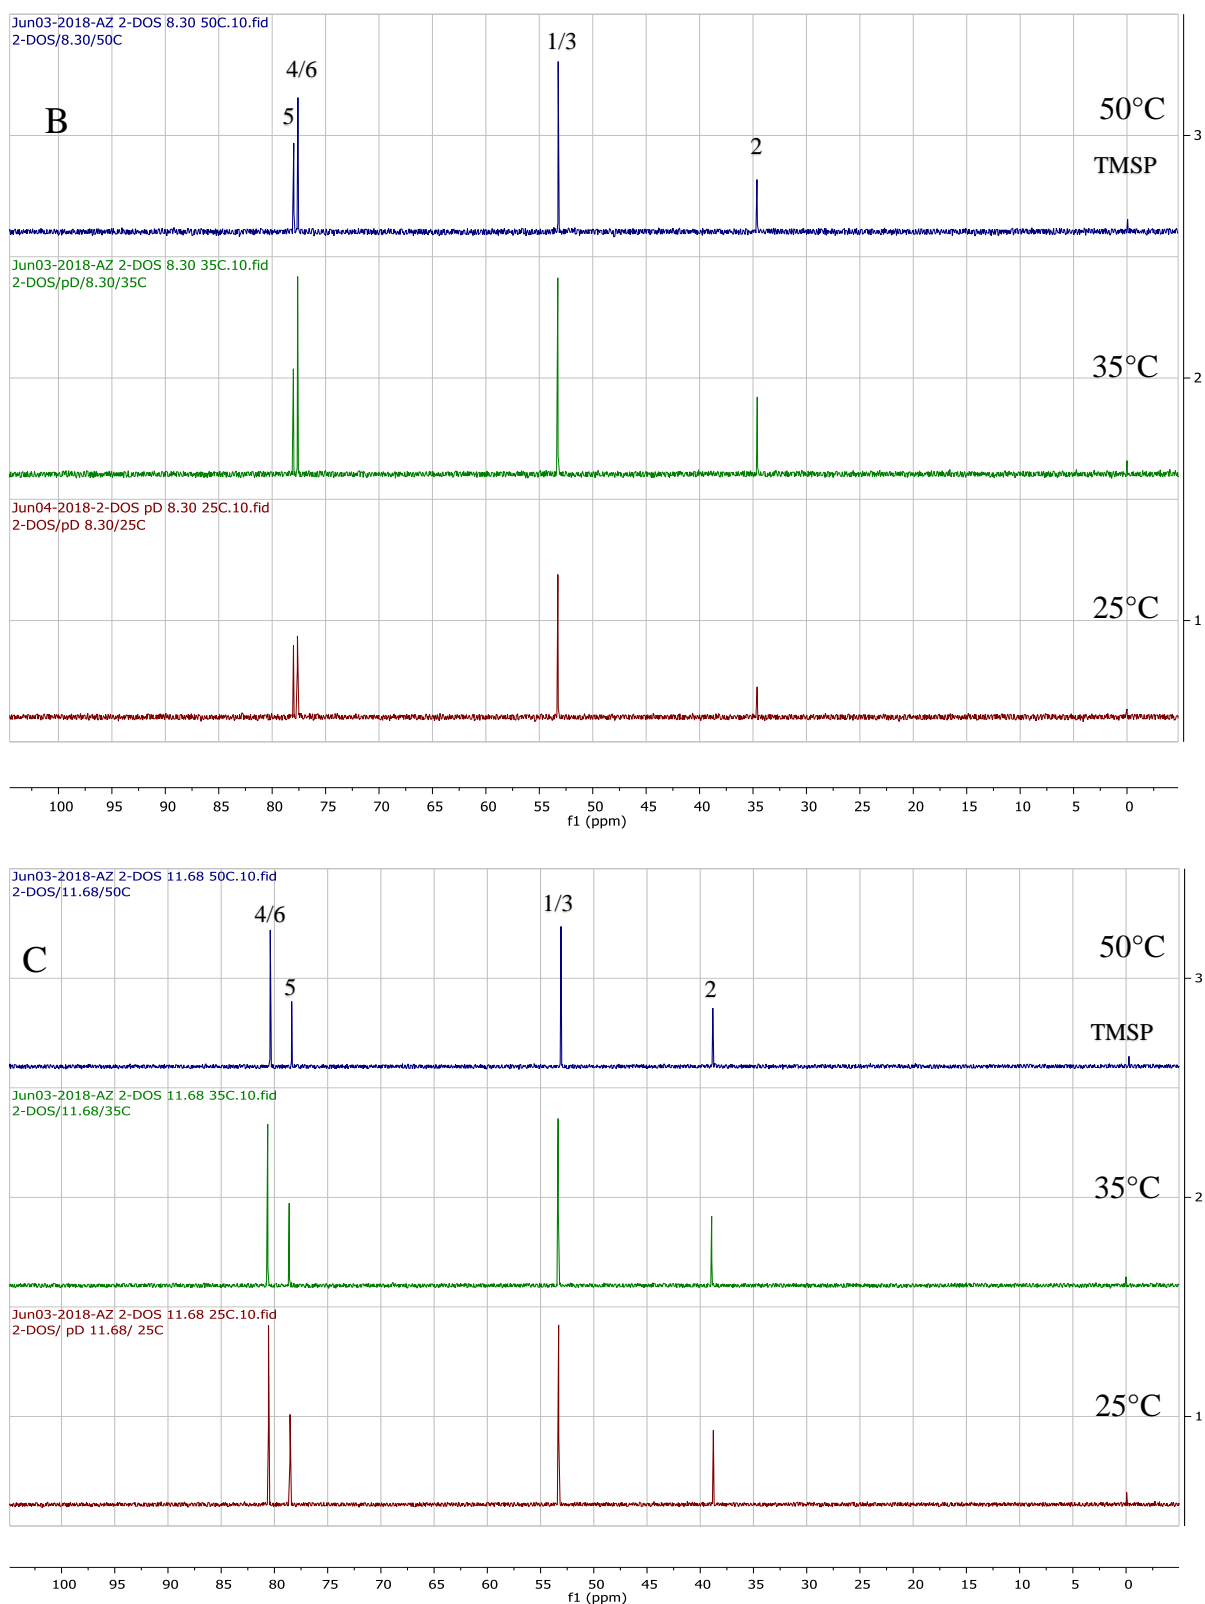 Jun03-2018-AZ 2-DOS 8.30 50C.10.fid
2-DOS/8.30/50C
1/3
4/6
5
B
50°C
3
2
TMSP
Jun03-2018-AZ 2-DOS 8.30 35C.10.fid
2-DOS/pD/8.30/35C
35°C
2
Jun04-2018-2-DOS pD 8.30 25C.10.fid
2-DOS/pD 8.30/25C
25°C
1
100 95 90 85 80 75 70 65 60 55 50 45 40 35 30 25 20 15 10 5 0
f1 (ppm)
Jun03-2018-AZ 2-DOS 11.68 50C.10.fid
2-DOS/11.68/50C
4/6
1/3
C
50°C
3
5
2
TMSP
Jun03-2018-AZ 2-DOS 11.68 35C.10.fid
2-DOS/11.68/35C
35°C
2
Jun03-2018-AZ 2-DOS 11.68 25C.10.fid
2-DOS/ pD 11.68/ 25C
25°C
1
100 95 90 85 80 75 70 65 60 55 50 45 40 35 30 25 20 15 10 5 0
f1 (ppm)